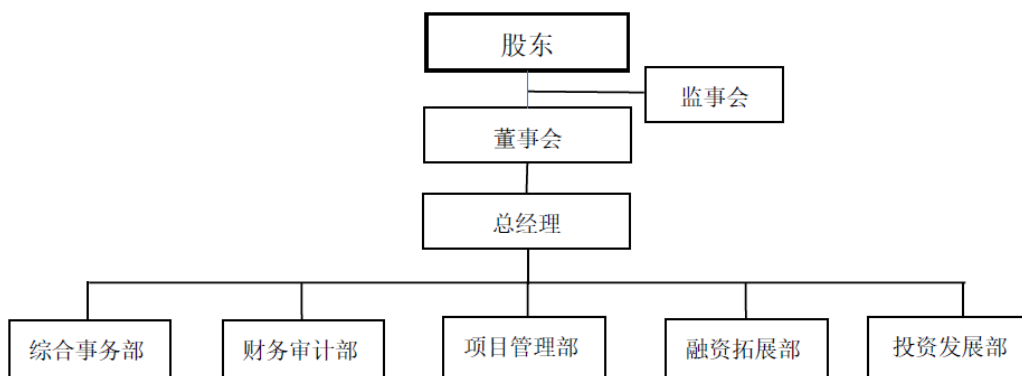 股东
监事会
董事会
总经理
综合事务部
财务审计部
项目管理部
融资拓展部
投资发展部